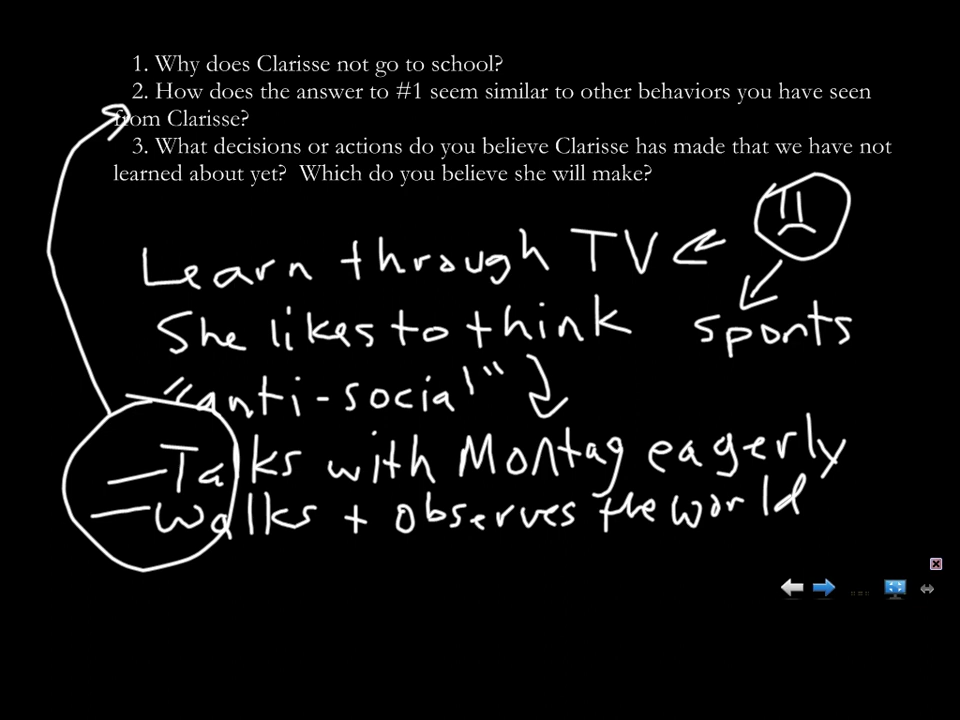 1. Why does Clarisse not go to school?
2. How does the answer to #1 seem similar to other behaviors you have seen
from Clarisse?
3. What decisions or actions do you believe Clarisse has made that we have not
learned about yet? Which do you believe she will make?
Learn through TV
She likes to think sports
- "anti-social"
- Talks with Montag eagerly
- walks + observes the world